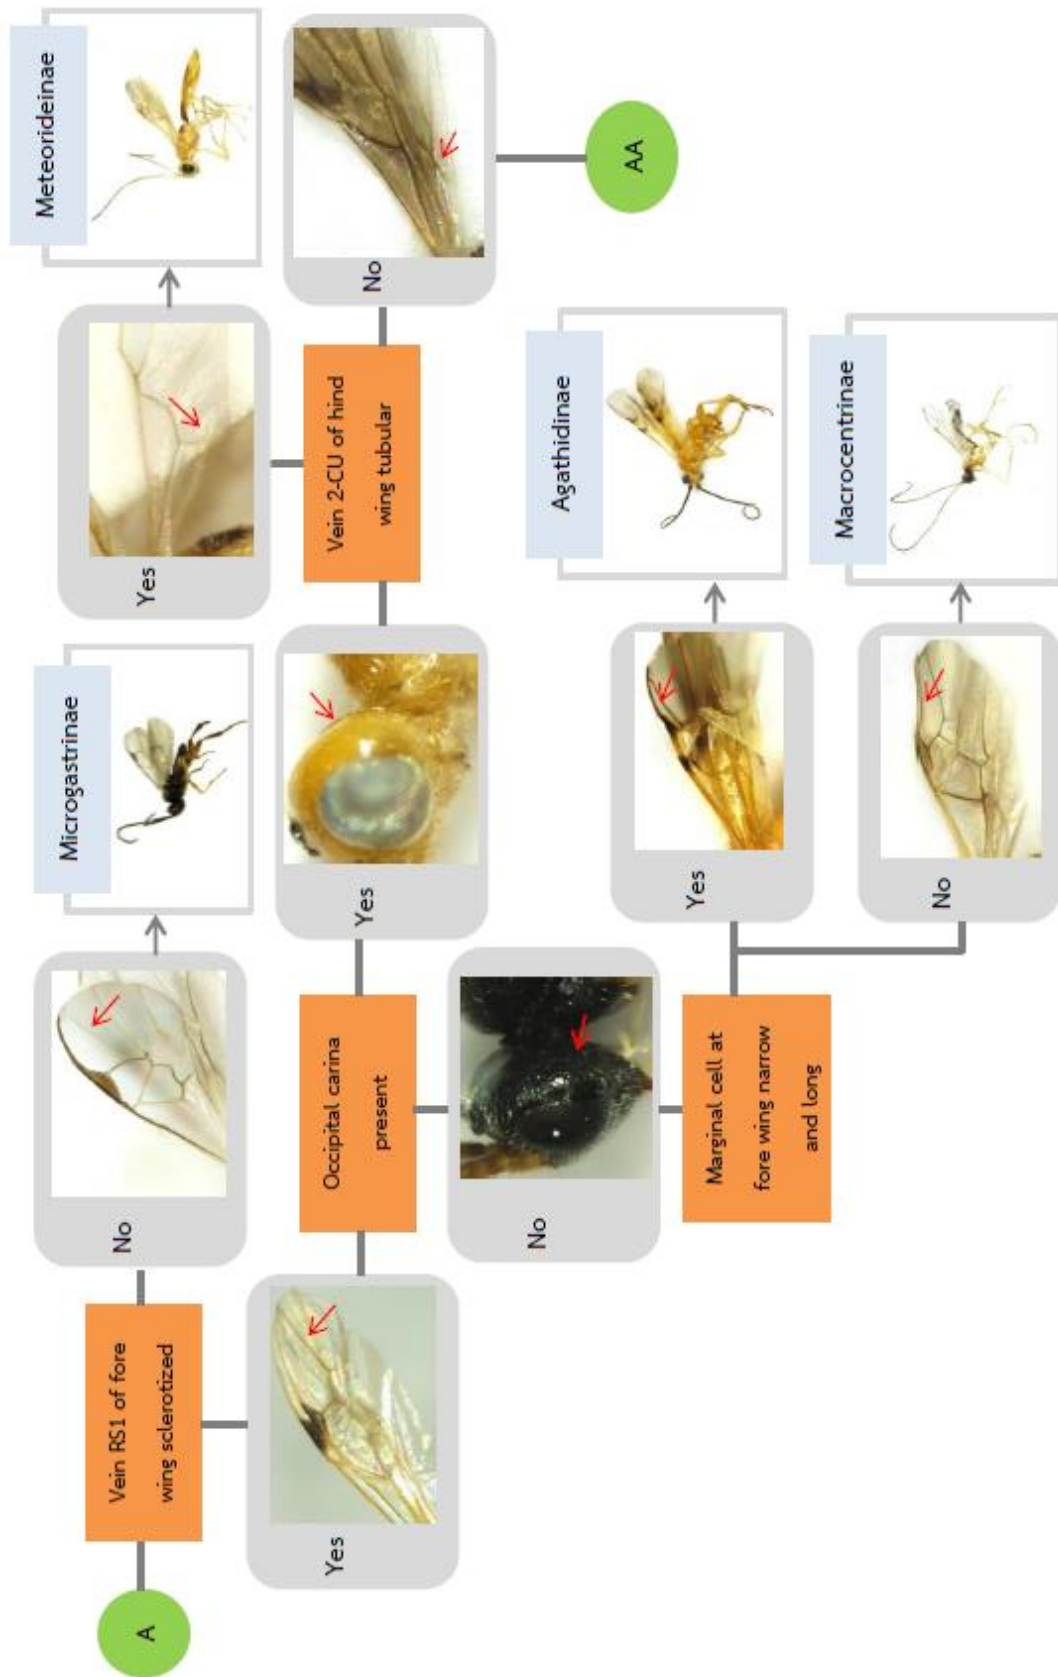 A
Vein RS1 of fore
wing sclerotized
No
Microgastrinae
Yes
Occipital carina
present
Yes
Vein 2-CU of hind
wing tubular
Yes
Meteorideinae
No
AA
No
Marginal cell at
fore wing narrow
and long
Yes
Agathidinae
No
Macrocentrinae